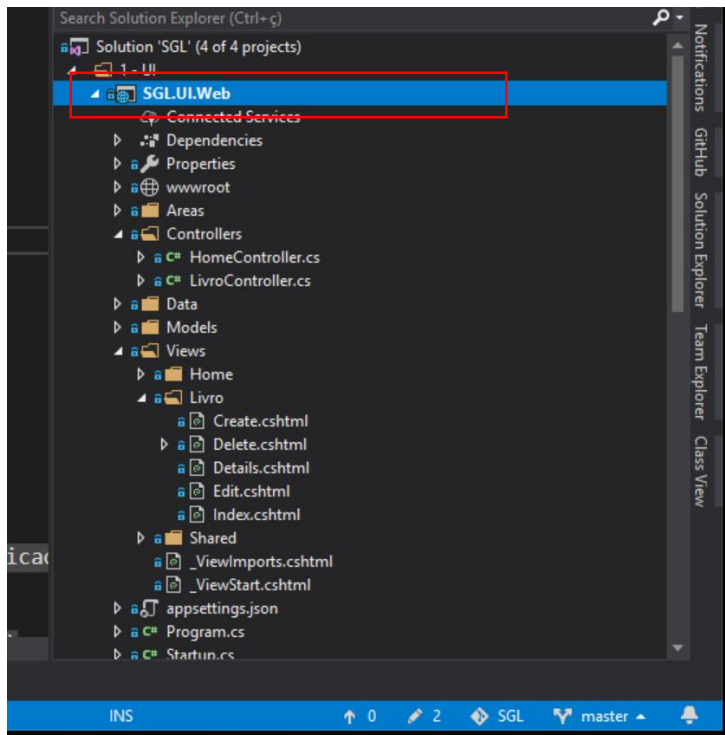 Search Solution Explorer (Ctrl+ç)
Solution 'SGL' (4 of 4 projects)
1 - UI
SGL.UI.Web
Connected Services
Dependencies
Properties
wwwroot
Areas
Controllers
C# HomeController.cs
C# LivroController.cs
Data
Models
Views
Home
Livro
Create.cshtml
Delete.cshtml
Details.cshtml
Edit.cshtml
Index.cshtml
Shared
_ViewImports.cshtml
_ViewStart.cshtml
appsettings.json
C# Program.cs
C# Startup.cs
icac
Notifications
GitHub
Solution Explorer
Team Explorer
Class View
INS
0
2
SGL
master